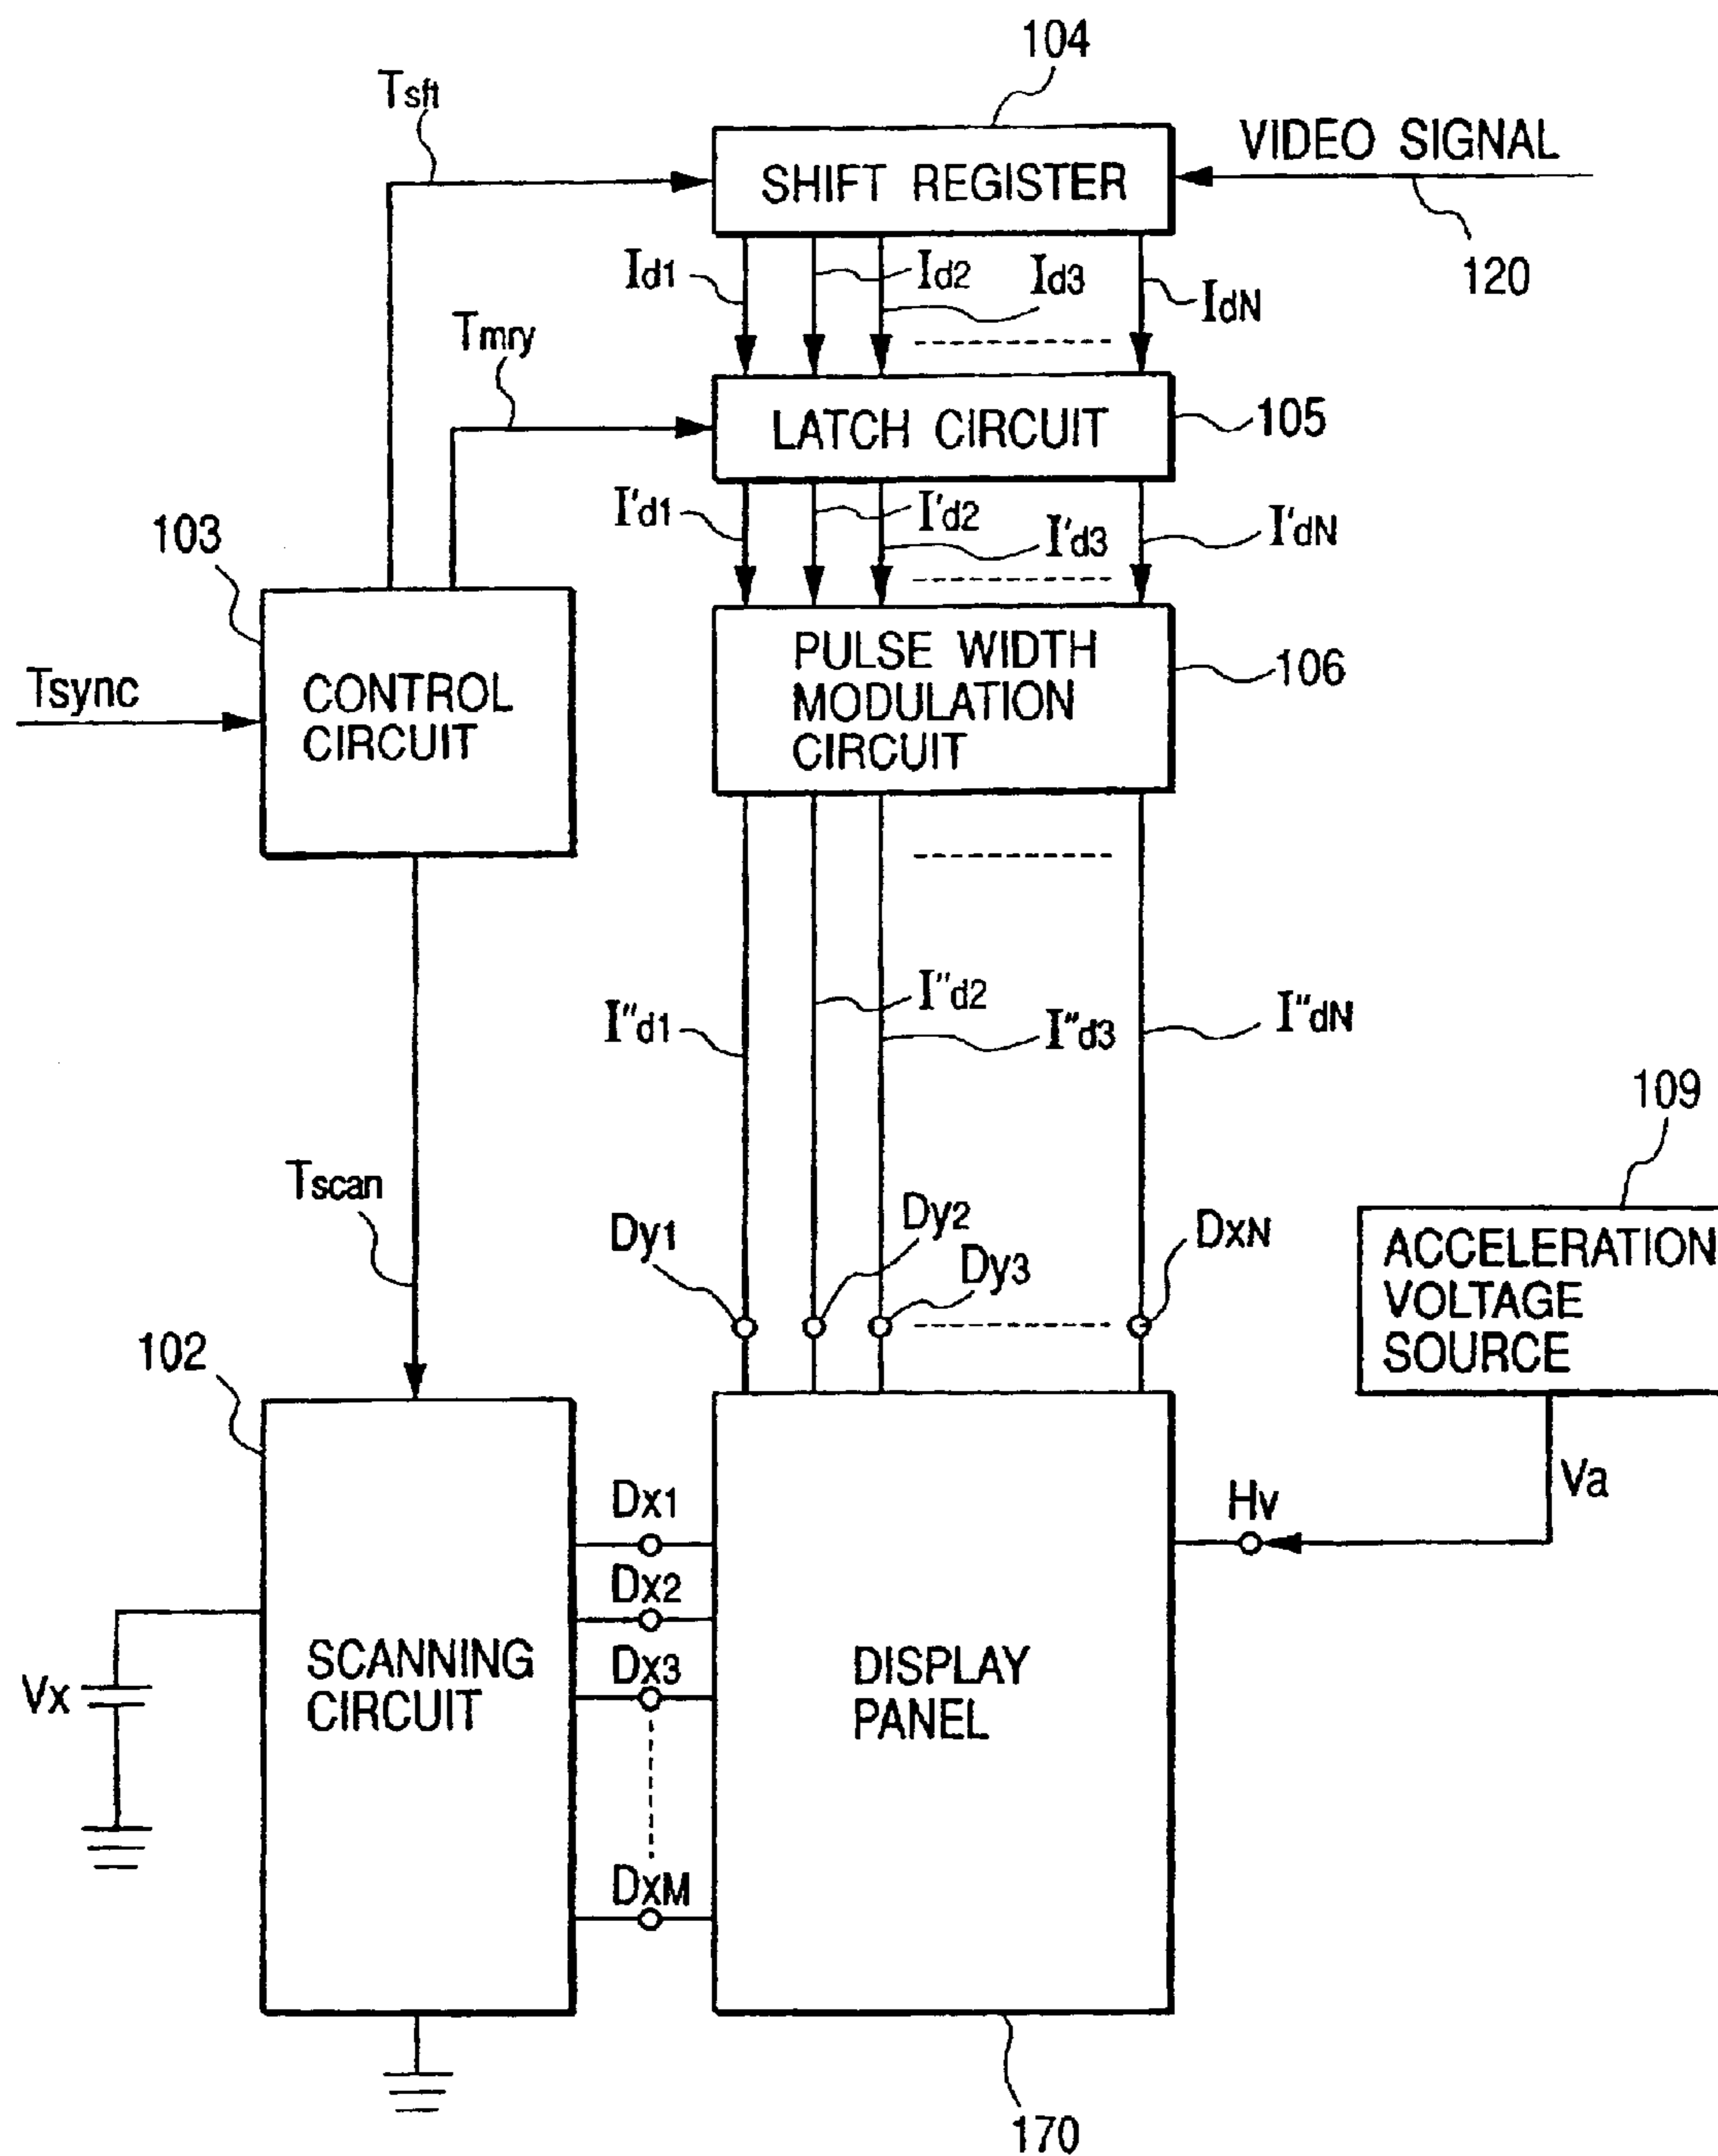 104
Tsft
SHIFT REGISTER
VIDEO SIGNAL
120
Id1
Id2
Id3
IdN
Tmry
LATCH CIRCUIT
105
I'd1
I'd2
I'd3
I'dN
103
CONTROL
CIRCUIT
Tsync
PULSE WIDTH
MODULATION
CIRCUIT
106
I"d1
I"d2
I"d3
I"dN
109
Tscan
Dy1
Dy2
Dy3
DxN
ACCELERATION
VOLTAGE
SOURCE
102
Va
Hv
Dx1
Dx2
Dx3
DxM
Vx
SCANNING
CIRCUIT
DISPLAY
PANEL
170